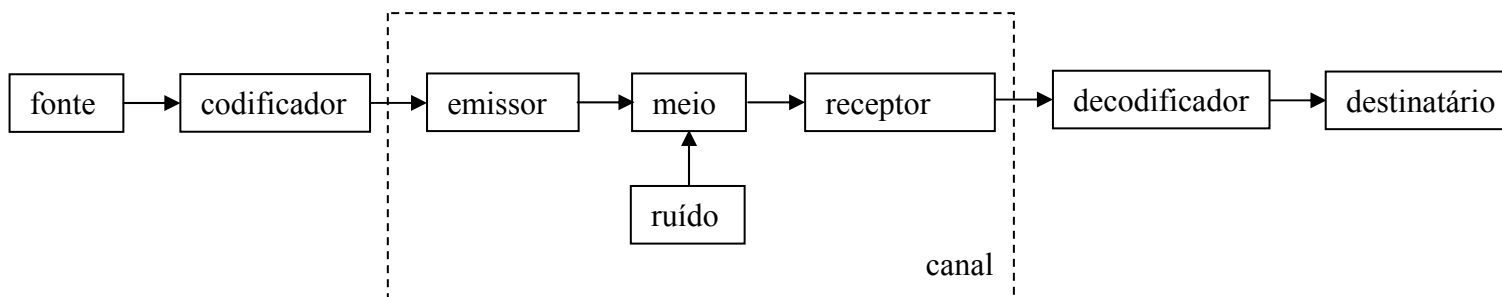 fonte
codificador
emissor
meio
receptor
decodificador
destinatário
ruído
canal